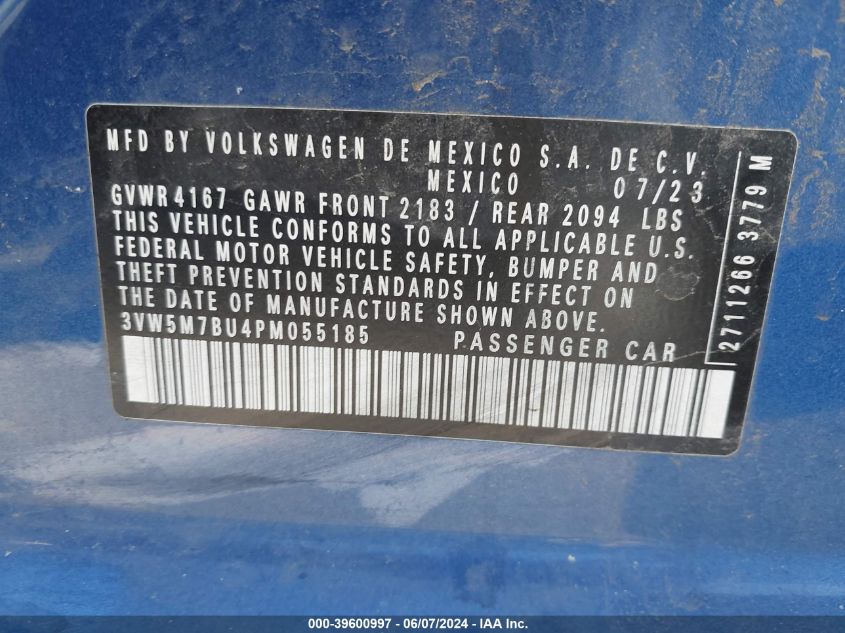 MFD BY VOLKSWAGEN DE MEXICO S.A. DE C.V.
MEXICO 07/23
GVWR 4167 GAWR FRONT 2183 / REAR 2094 LBS
THIS VEHICLE CONFORMS TO ALL APPLICABLE U.S.
FEDERAL MOTOR VEHICLE SAFETY, BUMPER AND
THEFT PREVENTION STANDARDS IN EFFECT ON
THE DATE OF MANUFACTURE SHOWN ABOVE.
3VW5M7BU4PM055185 PASSENGER CAR
2711266 3779 M
000-39600997 - 06/07/2024 - IAAI.com